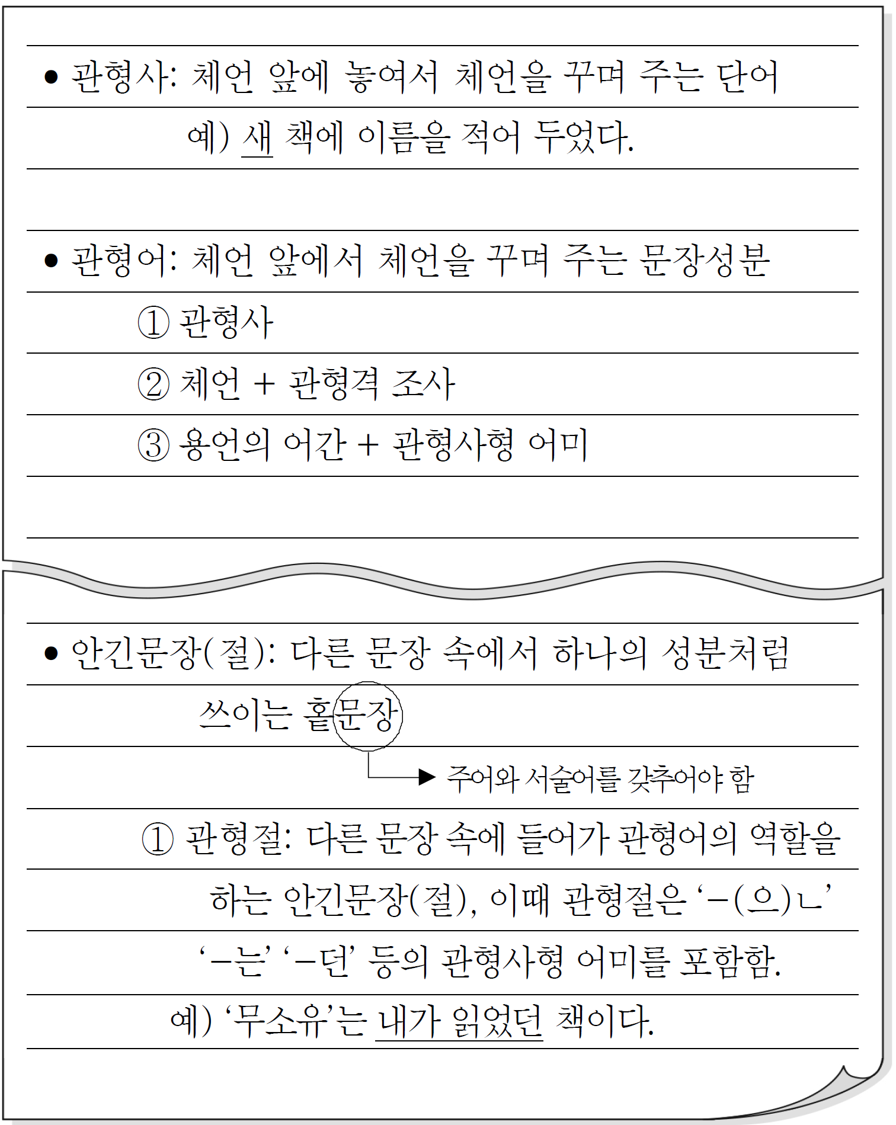 ● 관형사: 체언 앞에 놓여서 체언을 꾸며 주는 단어
예) 새 책에 이름을 적어 두었다.
● 관형어: 체언 앞에서 체언을 꾸며 주는 문장성분
① 관형사
② 체언 + 관형격 조사
③ 용언의 어간 + 관형사형 어미
● 안긴문장(절): 다른 문장 속에서 하나의 성분처럼
쓰이는 홑문장
주어와 서술어를 갖추어야 함
① 관형절: 다른 문장 속에 들어가 관형어의 역할을
하는 안긴문장(절), 이때 관형절은 ‘-(으)ㄴ’
‘-는’ ‘-던’ 등의 관형사형 어미를 포함함.
예) ‘무소유’는 내가 읽었던 책이다.